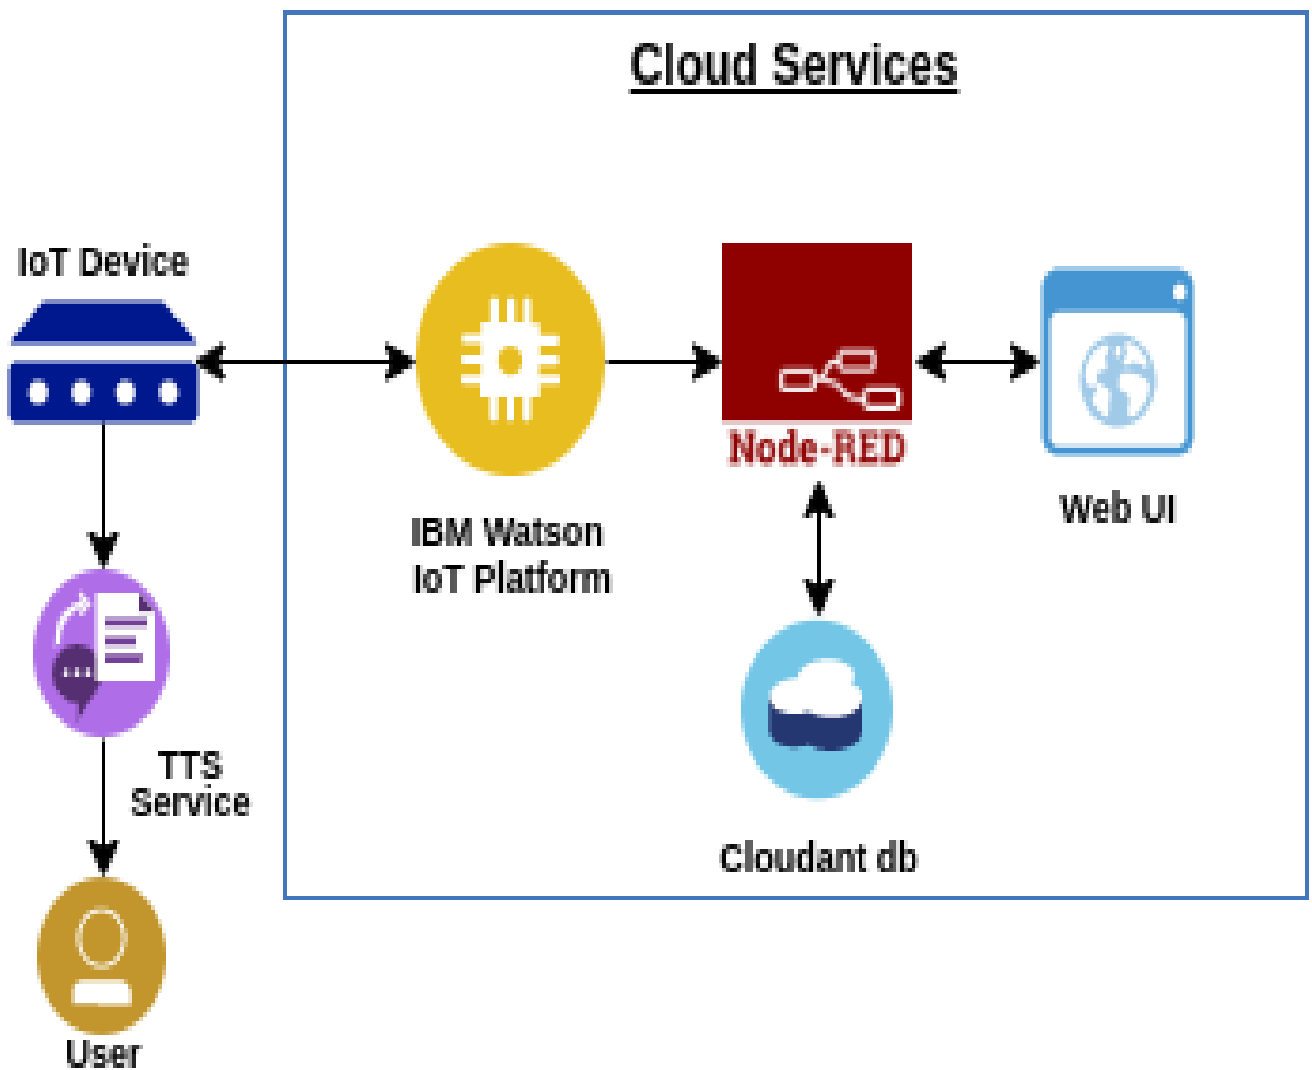 Cloud Services
IoT Device
Node-RED
IBM Watson
IoT Platform
Web UI
TTS
Service
Cloudant db
User